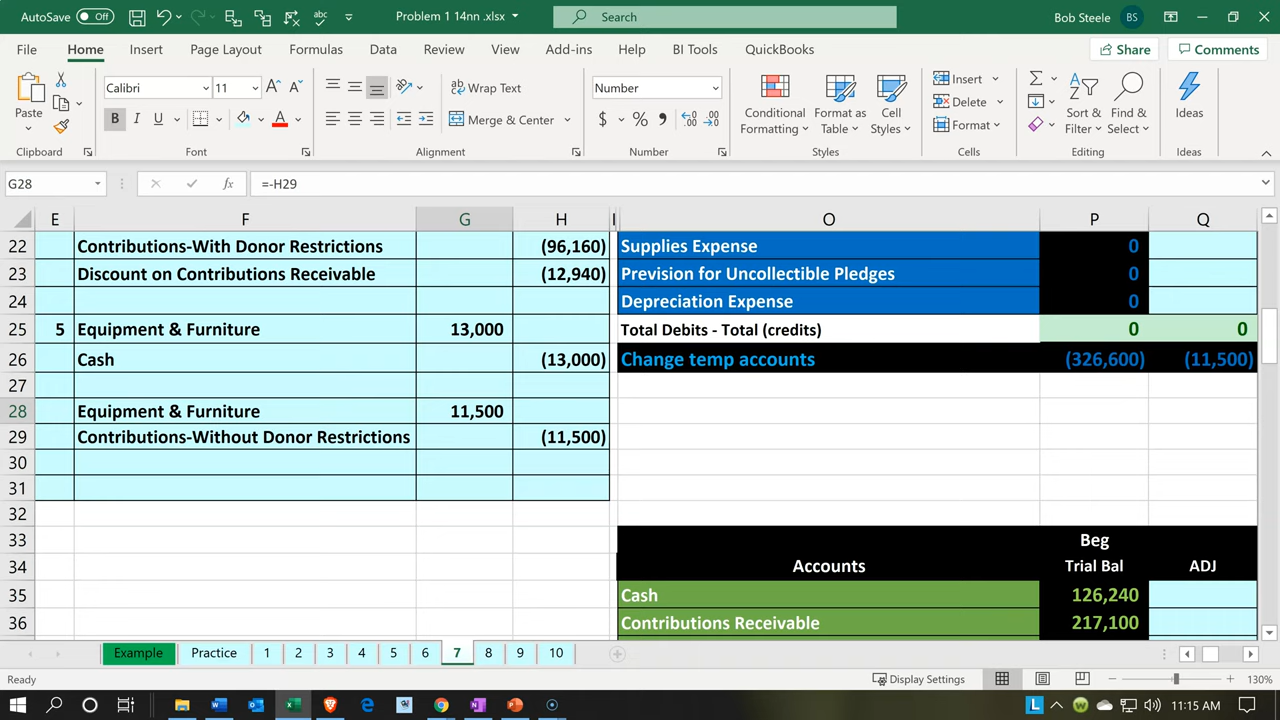 AutoSave Off Problem 1 14nn .xlsx Search Bob Steele BS
File Home Insert Page Layout Formulas Data Review View Add-ins Help BI Tools QuickBooks Share Comments
Calibri 11 Wrap Text Number Insert
Paste B I U Merge & Center $ % Conditional Formatting Format as Table Cell Styles Delete Format Sort & Filter Find & Select Ideas
Clipboard Font Alignment Number Styles Cells Editing Ideas
G28 fx =-H29
E F G H I O P Q
22 Contributions-With Donor Restrictions (96,160) Supplies Expense 0
23 Discount on Contributions Receivable (12,940) Prevision for Uncollectible Pledges 0
24 Depreciation Expense 0
25 5 Equipment & Furniture 13,000 Total Debits - Total (credits) 0 0
26 Cash (13,000) Change temp accounts (326,600) (11,500)
27
28 Equipment & Furniture 11,500
29 Contributions-Without Donor Restrictions (11,500)
30
31
32
33 Beg
34 Accounts Trial Bal ADJ
35 Cash 126,240
36 Contributions Receivable 217,100
Example Practice 1 2 3 4 5 6 7 8 9 10
Ready Display Settings 130%
11:15 AM